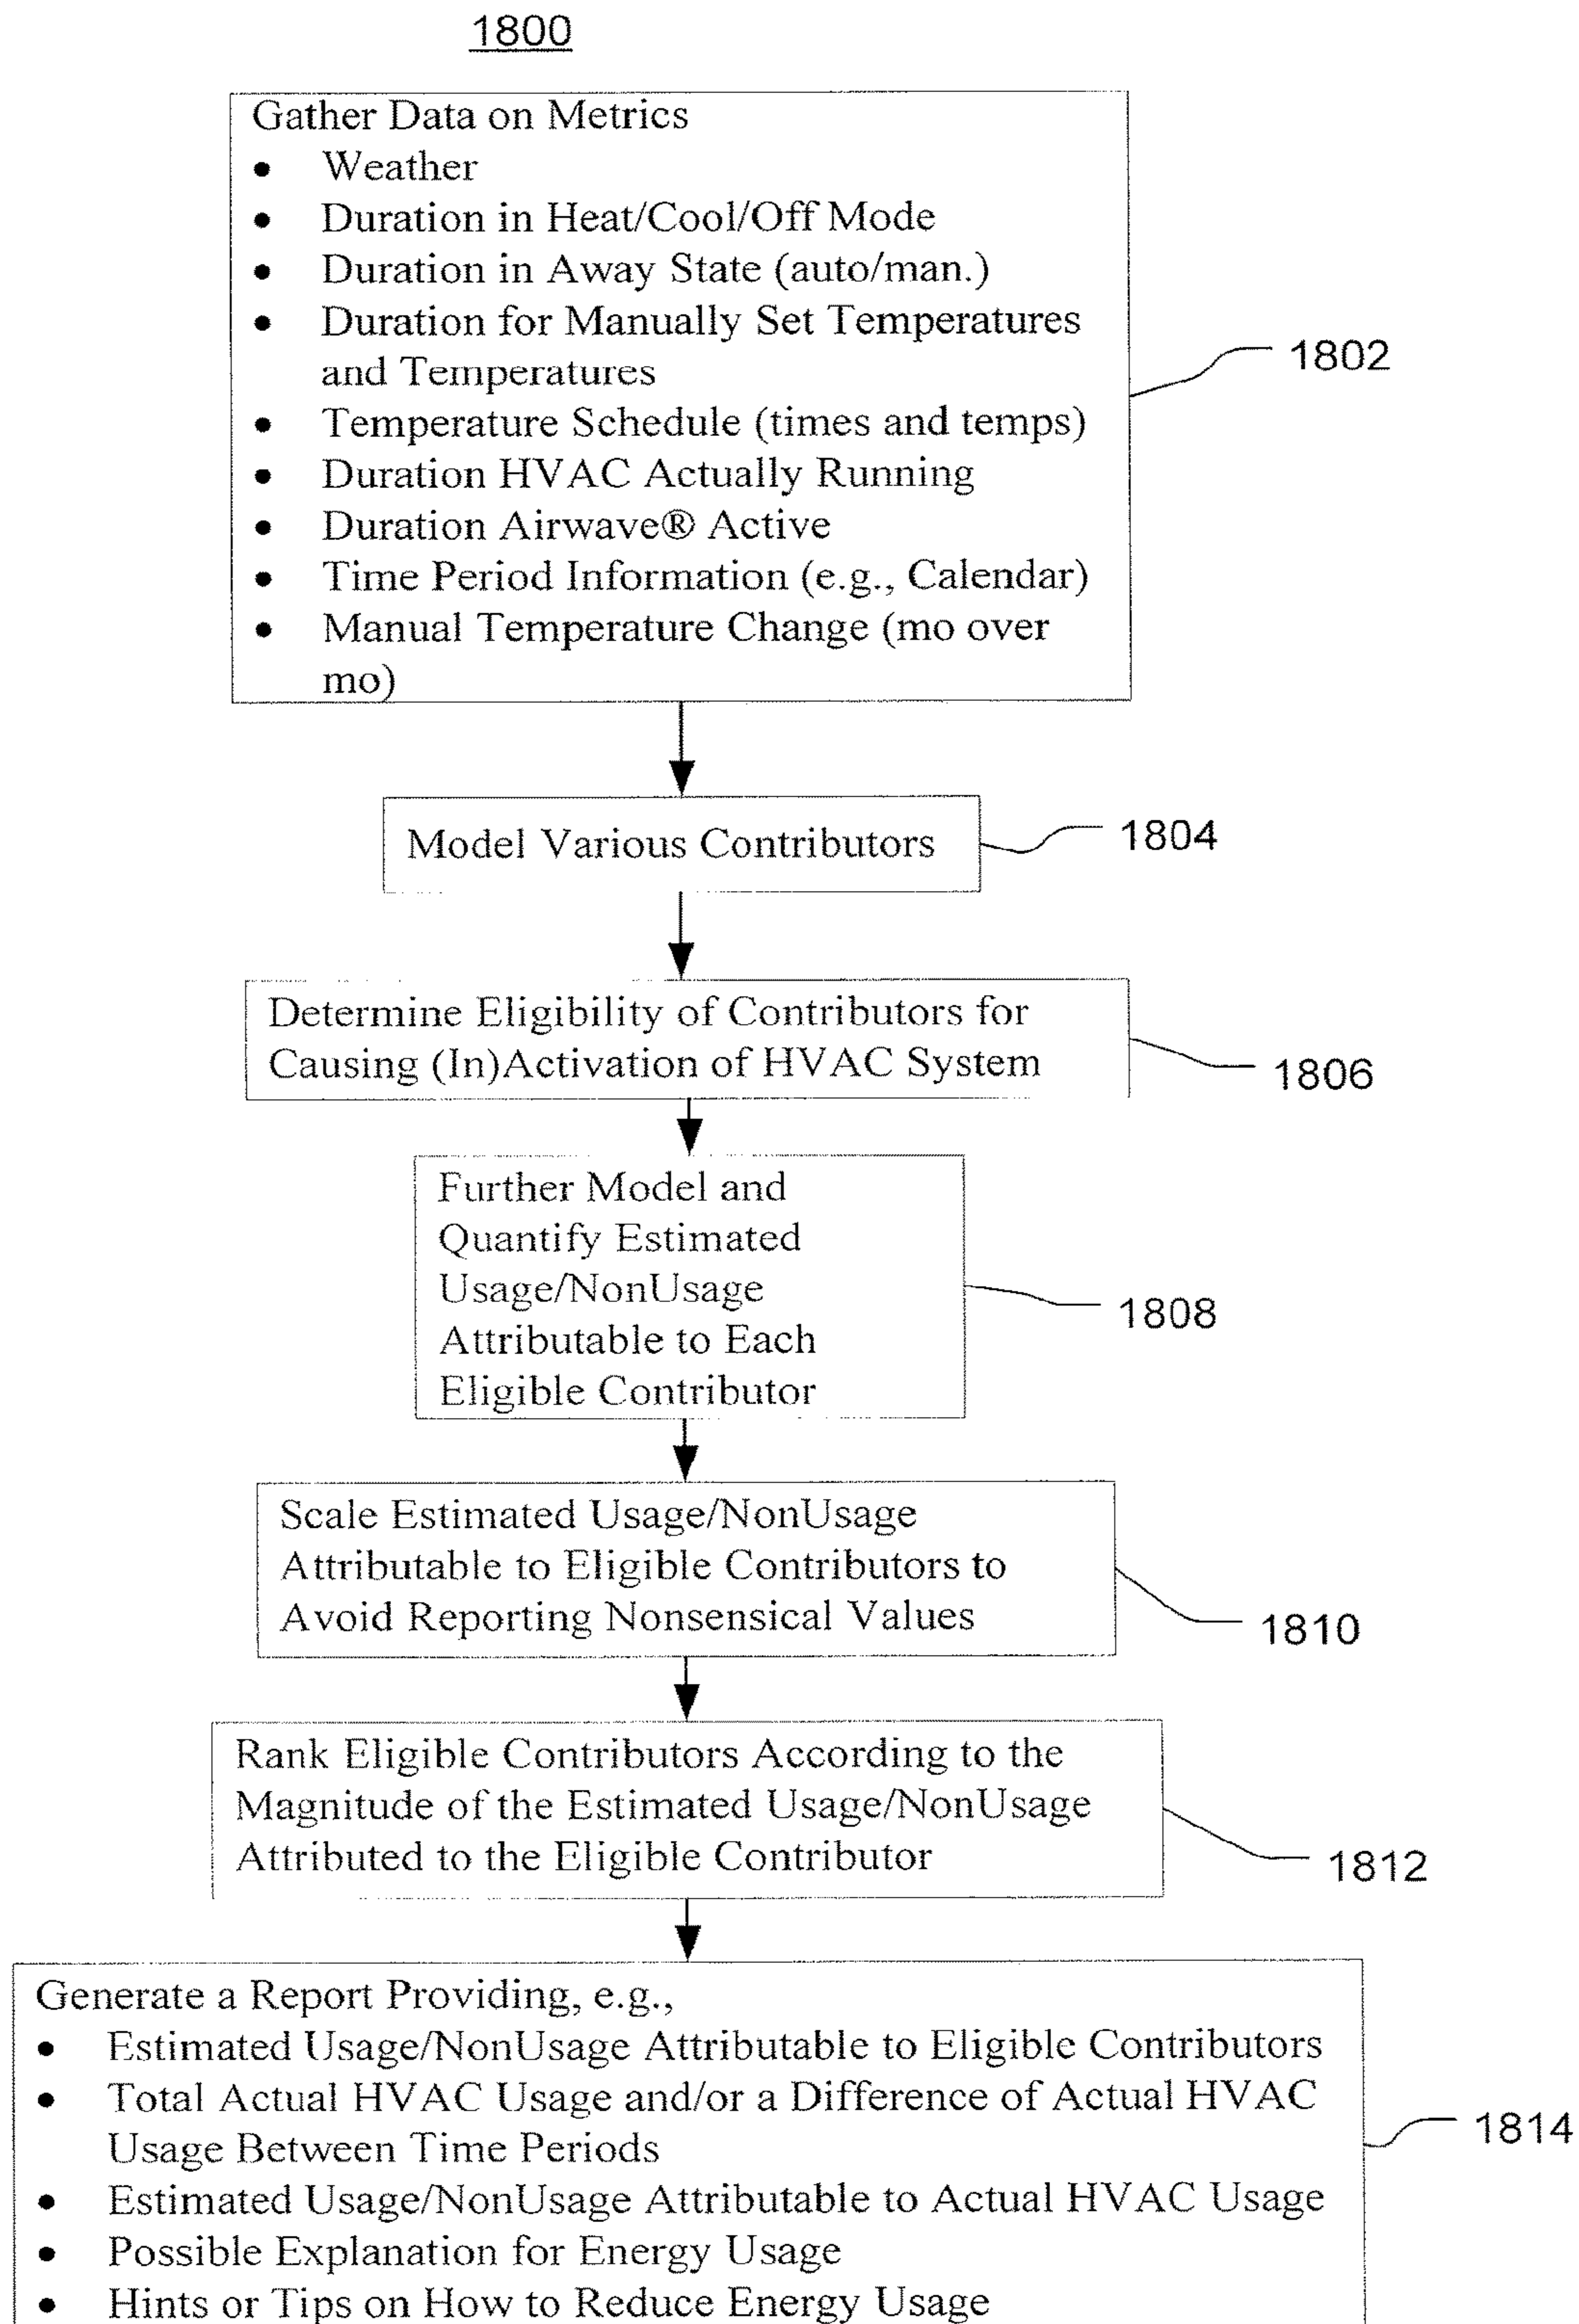 1800
Gather Data on Metrics
• Weather
• Duration in Heat/Cool/Off Mode
• Duration in Away State (auto/man.)
• Duration for Manually Set Temperatures
and Temperatures
• Temperature Schedule (times and temps)
• Duration HVAC Actually Running
• Duration Airwave® Active
• Time Period Information (e.g., Calendar)
• Manual Temperature Change (mo over
mo)
1802
Model Various Contributors
1804
Determine Eligibility of Contributors for
Causing (In)Activation of HVAC System
1806
Further Model and
Quantify Estimated
Usage/NonUsage
Attributable to Each
Eligible Contributor
1808
Scale Estimated Usage/NonUsage
Attributable to Eligible Contributors to
Avoid Reporting Nonsensical Values
1810
Rank Eligible Contributors According to the
Magnitude of the Estimated Usage/NonUsage
Attributed to the Eligible Contributor
1812
Generate a Report Providing, e.g.,
• Estimated Usage/NonUsage Attributable to Eligible Contributors
• Total Actual HVAC Usage and/or a Difference of Actual HVAC
Usage Between Time Periods
• Estimated Usage/NonUsage Attributable to Actual HVAC Usage
• Possible Explanation for Energy Usage
• Hints or Tips on How to Reduce Energy Usage
1814